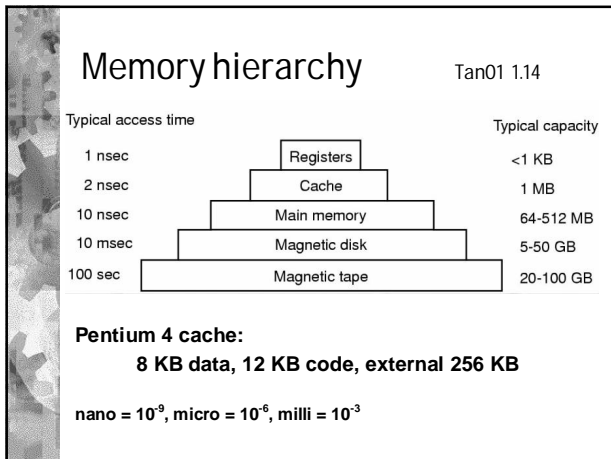 Memory hierarchy Tan01 1.14
Typical access time Typical capacity
1 nsec Registers <1 KB
2 nsec Cache 1 MB
10 nsec Main memory 64-512 MB
10 msec Magnetic disk 5-50 GB
100 sec Magnetic tape 20-100 GB
Pentium 4 cache:
8 KB data, 12 KB code, external 256 KB
nano = 10⁻⁹, micro = 10⁻⁶, milli = 10⁻³